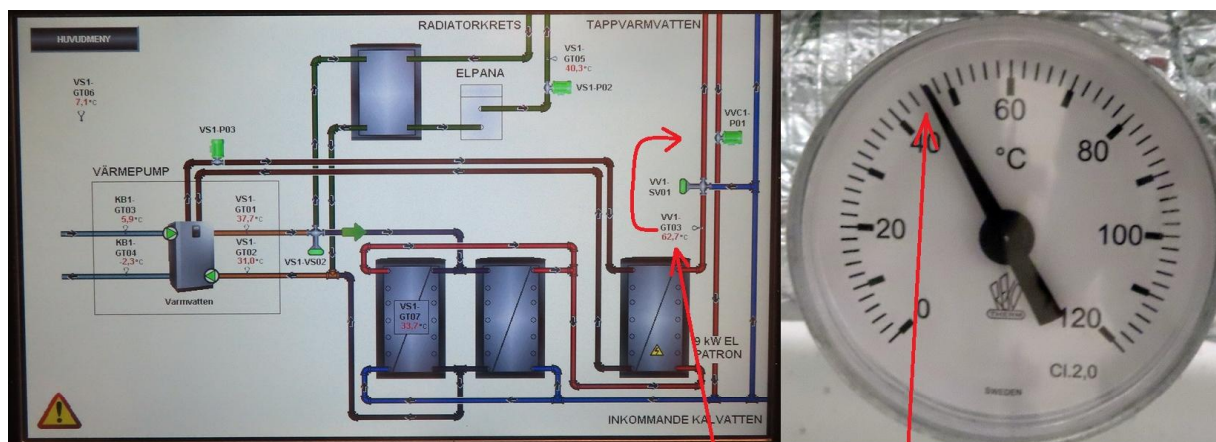 HUVUDMENY
RADIATORKRETS
TAPPVARMVATTEN
VS1-
GT06
7,1°C
VS1-
GT05
40,3°C
ELPANA
VS1-P02
VS1-P03
VVC1-
P01
VÄRMEPUMP
KB1-
GT03
5,9°C
VS1-
GT01
37,7°C
VV1-
SV01
VV1-
GT03
62,7°C
KB1-
GT04
-2,3°C
VS1-
GT02
31,0°C
VS1-VS02
Varmvatten
VS1-
GT07
33,7°C
9 kW EL
PATRON
INKOMMANDE KALVATTEN
0
20
40
60
80
100
120
°C
THERM
SWEDEN
Cl.2,0